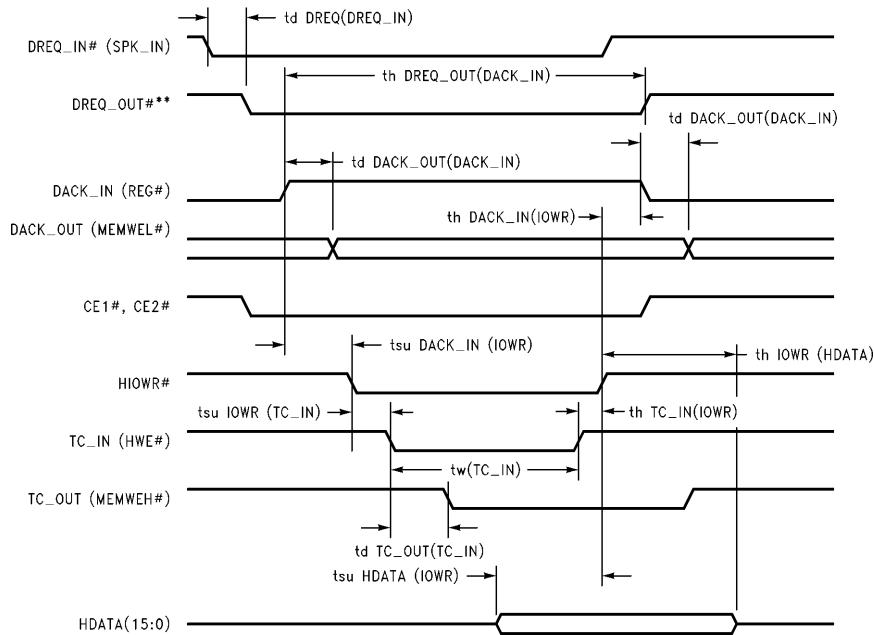 td DREQ(DREQ_IN)
DREQ_IN# (SPK_IN)
th DREQ_OUT(DACK_IN)
DREQ_OUT#**
td DACK_OUT(DACK_IN)
td DACK_OUT(DACK_IN)
DACK_IN (REG#)
th DACK_IN(IOWR)
DACK_OUT (MEMWEL#)
CE1#, CE2#
tsu DACK_IN (IOWR)
th IOWR (HDATA)
HIOWR#
tsu IOWR (TC_IN)
th TC_IN(IOWR)
TC_IN (HWE#)
tw(TC_IN)
TC_OUT (MEMWEH#)
td TC_OUT(TC_IN)
tsu HDATA (IOWR)
HDATA(15:0)